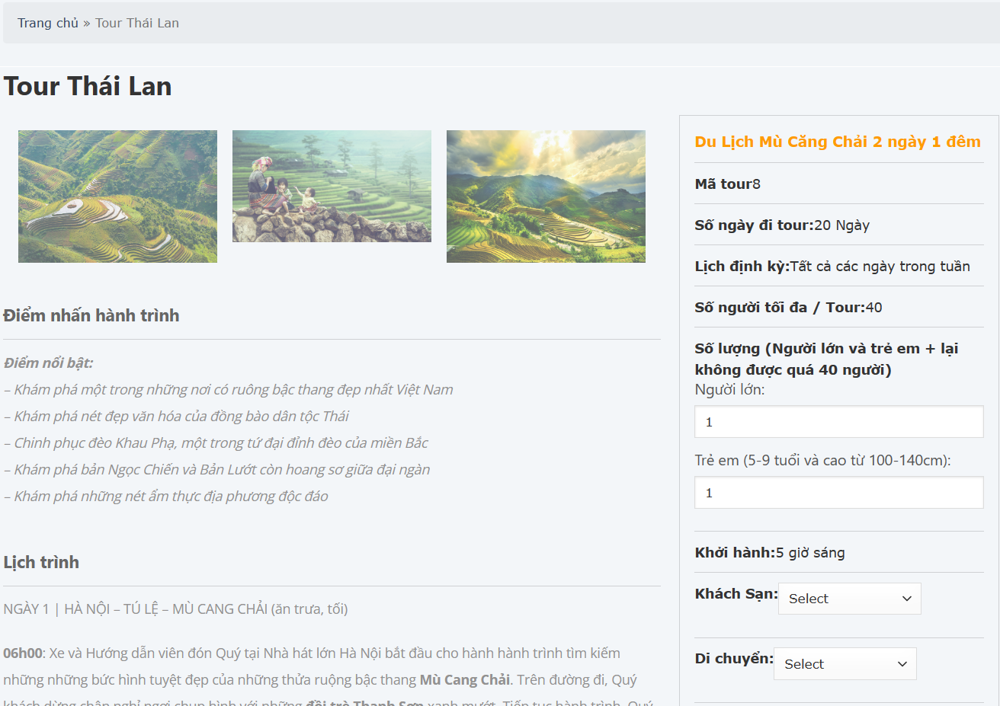 Trang chủ » Tour Thái Lan
Tour Thái Lan
Điểm nhấn hành trình
Điểm nổi bật:
– Khám phá một trong những nơi có ruông bậc thang đẹp nhất Việt Nam
– Khám phá nét đẹp văn hóa của đồng bào dân tộc Thái
– Chinh phục đèo Khau Phạ, một trong tứ đại đỉnh đèo của miền Bắc
– Khám phá bản Ngọc Chiến và Bản Lướt còn hoang sơ giữa đại ngàn
– Khám phá những nét ẩm thực địa phương độc đáo
Lịch trình
NGÀY 1 | HÀ NỘI – TÚ LỆ – MÙ CANG CHẢI (ăn trưa, tối)
06h00: Xe và Hướng dẫn viên đón Quý tại Nhà hát lớn Hà Nội bắt đầu cho hành hành trình tìm kiếm
những những bức hình tuyệt đẹp của những thửa ruộng bậc thang Mù Cang Chải. Trên đường đi, Quý
khách dừng chân nghỉ ngơi chụp hình với những đồi trè Thanh Sơn xanh mướt. Tiếp tục hành trình, Quý
Du Lịch Mù Căng Chải 2 ngày 1 đêm
Mã tour8
Số ngày đi tour:20 Ngày
Lịch định kỳ:Tất cả các ngày trong tuần
Số người tối đa / Tour:40
Số lượng (Người lớn và trẻ em + lại
không được quá 40 người)
Người lớn:
1
Trẻ em (5-9 tuổi và cao từ 100-140cm):
1
Khởi hành:5 giờ sáng
Khách Sạn: Select
Di chuyển: Select